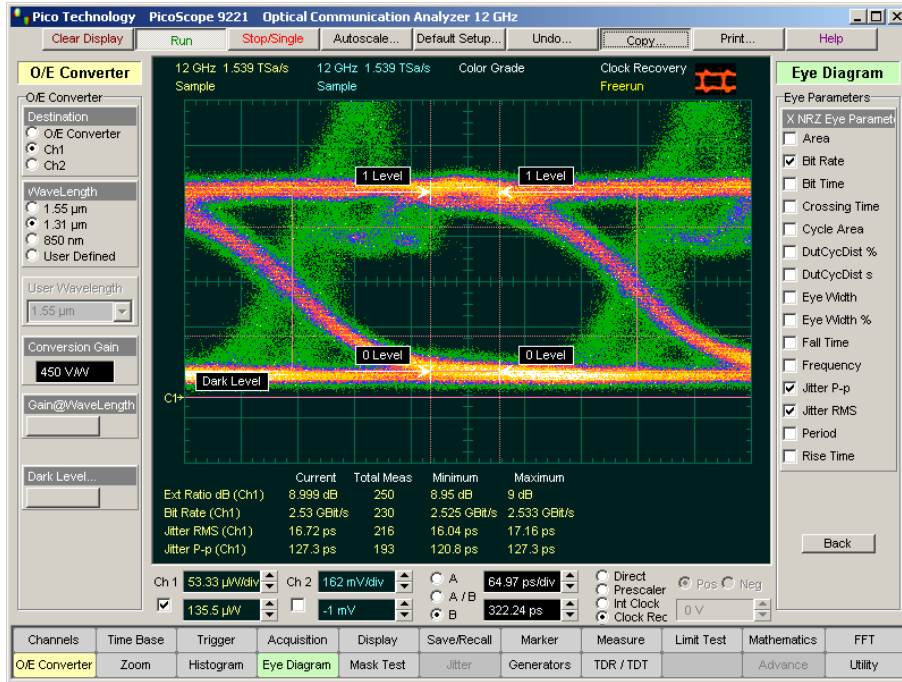 Pico Technology PicoScope 9221 Optical Communication Analyzer 12 GHz
Clear Display Run Stop/Single Autoscale... Default Setup... Undo... Copy... Print... Help
O/E Converter
O/E Converter
Destination
O/E Converter
Ch1
Ch2
WaveLength
1.55 µm
1.31 µm
850 nm
User Defined
User Wavelength
1.55 µm
Conversion Gain
450 V/W
Gain@WaveLength
Dark Level...
12 GHz 1.539 TSa/s 12 GHz 1.539 TSa/s Color Grade Clock Recovery
Sample Sample Freerun
1 Level 1 Level
0 Level 0 Level
Dark Level
C1
Current Total Meas Minimum Maximum
Ext Ratio dB (Ch1) 8.999 dB 250 8.95 dB 9 dB
Bit Rate (Ch1) 2.53 GBit/s 230 2.525 GBit/s 2.533 GBit/s
Jitter RMS (Ch1) 16.72 ps 216 16.04 ps 17.16 ps
Jitter P-p (Ch1) 127.3 ps 193 120.8 ps 127.3 ps
Eye Diagram
Eye Parameters
X NRZ Eye Paramet
Area
Bit Rate
Bit Time
Crossing Time
Cycle Area
DutCycDist %
DutCycDist s
Eye Width
Eye Width %
Fall Time
Frequency
Jitter P-p
Jitter RMS
Period
Rise Time
Back
Ch 1 53.33 µW/div Ch 2 162 mV/div A 64.97 ps/div Direct Pos Neg
A / B Prescaler
135.5 µW -1 mV B 322.24 ps Int Clock 0 V
Clock Rec
Channels Time Base Trigger Acquisition Display Save/Recall Marker Measure Limit Test Mathematics FFT
O/E Converter Zoom Histogram Eye Diagram Mask Test Jitter Generators TDR / TDT Advance Utility